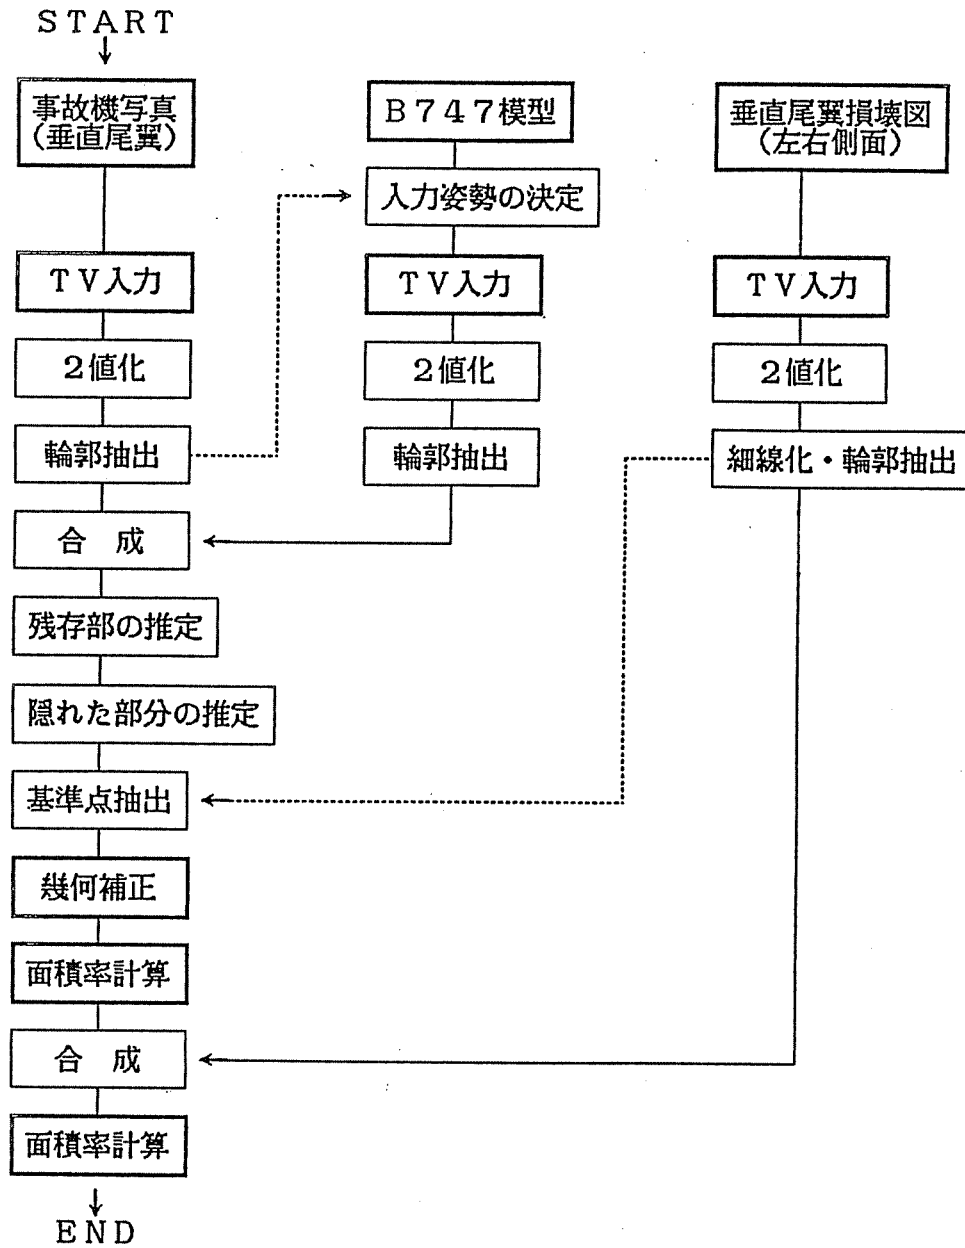 ＳＴＡＲＴ
事故機写真
（垂直尾翼）
ＴＶ入力
２値化
輪郭抽出
合　成
残存部の推定
隠れた部分の推定
基準点抽出
幾何補正
面積率計算
合　成
面積率計算
ＥＮＤ
Ｂ７４７模型
入力姿勢の決定
ＴＶ入力
２値化
輪郭抽出
垂直尾翼損壊図
（左右側面）
ＴＶ入力
２値化
細線化・輪郭抽出